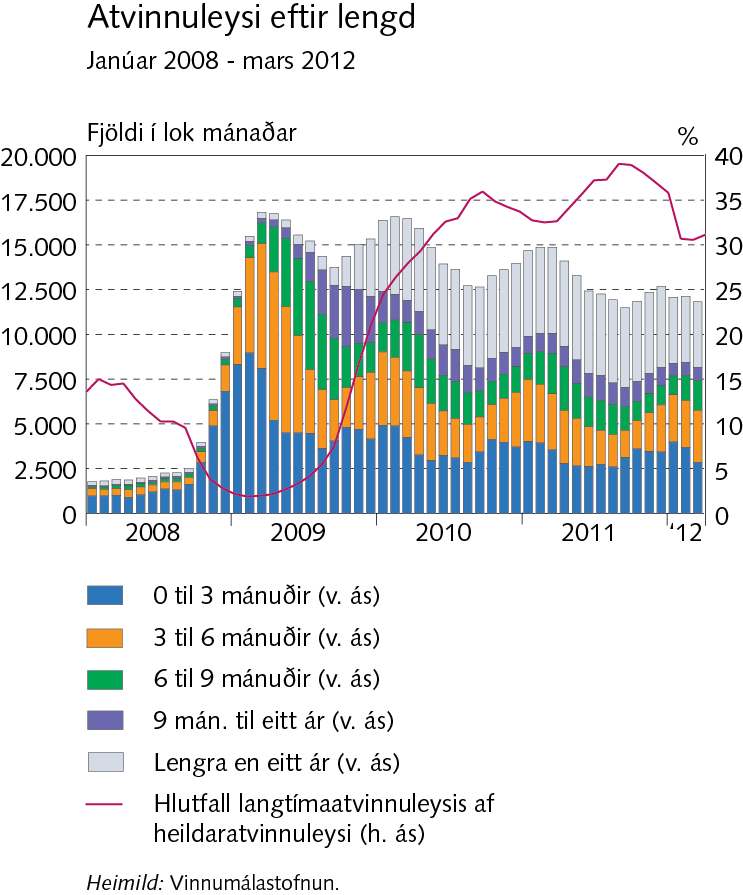 Atvinnuleysi eftir lengd
Janúar 2008 - mars 2012
Fjöldi í lok mánaðar %
20.000 40
17.500 35
15.000 30
12.500 25
10.000 20
7.500 15
5.000 10
2.500 5
0 0
2008 2009 2010 2011 '12
0 til 3 mánuðir (v. ás)
3 til 6 mánuðir (v. ás)
6 til 9 mánuðir (v. ás)
9 mán. til eitt ár (v. ás)
Lengra en eitt ár (v. ás)
Hlutfall langtímaatvinnuleysis af
heildaratvinnuleysi (h. ás)
Heimild: Vinnumálastofnun.